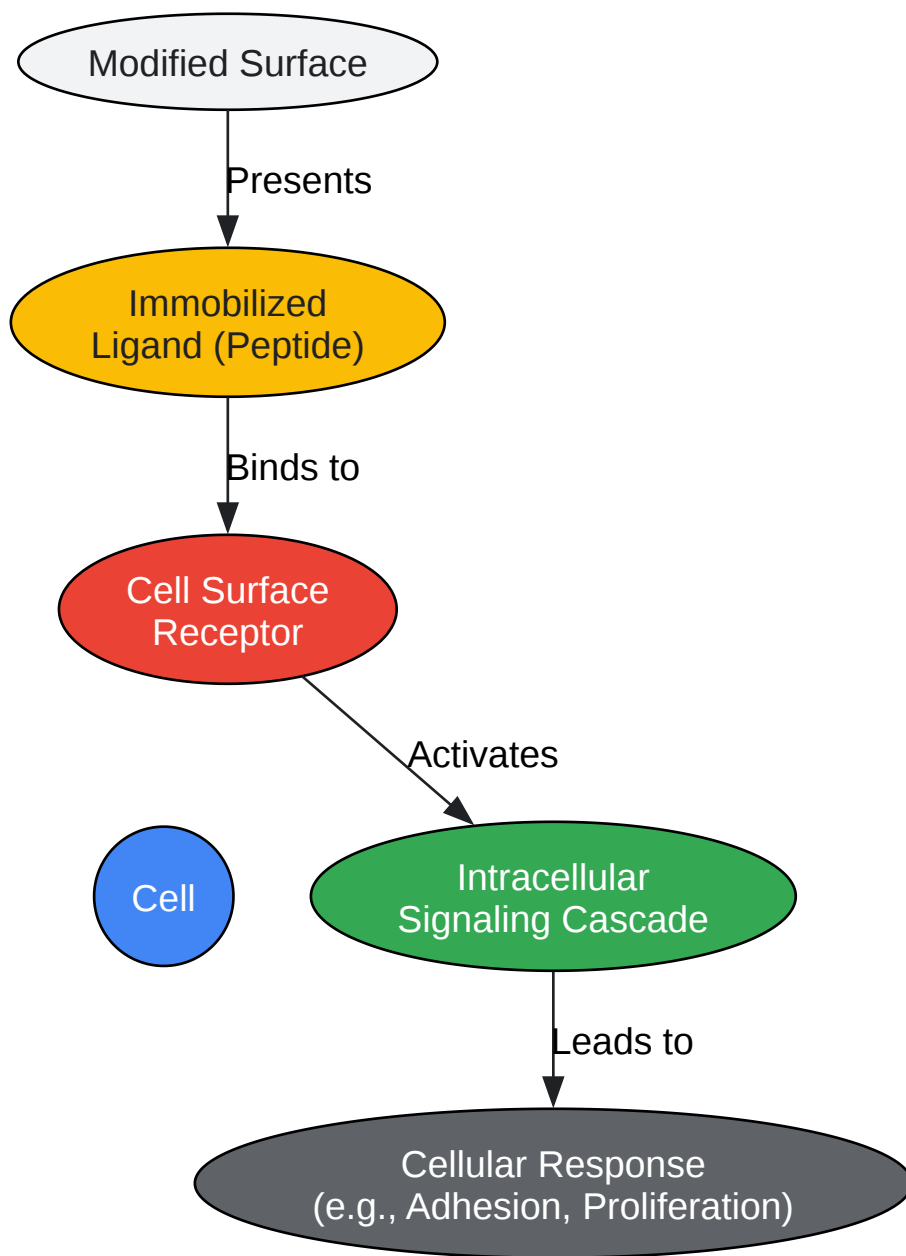 Modified Surface
Presents
Immobilized
Ligand (Peptide)
Binds to
Cell Surface
Receptor
Activates
Cell
Intracellular
Signaling Cascade
Leads to
Cellular Response
(e.g., Adhesion, Proliferation)